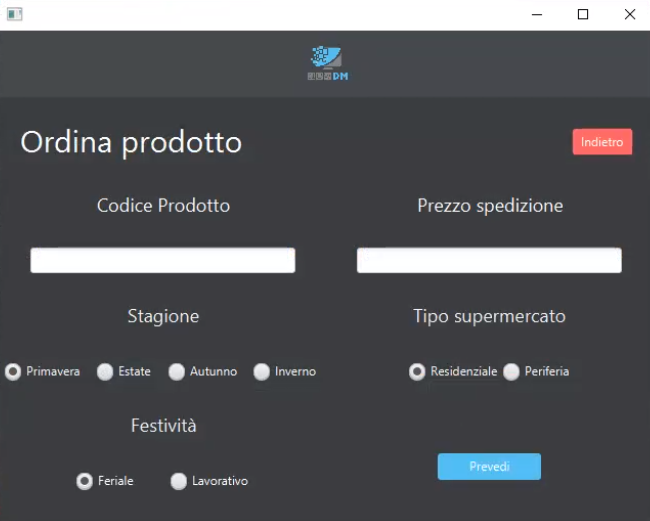 DM
Ordina prodotto
Indietro
Codice Prodotto
Prezzo spedizione
Stagione
Tipo supermercato
Primavera Estate Autunno Inverno
Residenziale Periferia
Festività
Feriale Lavorativo
Prevedi